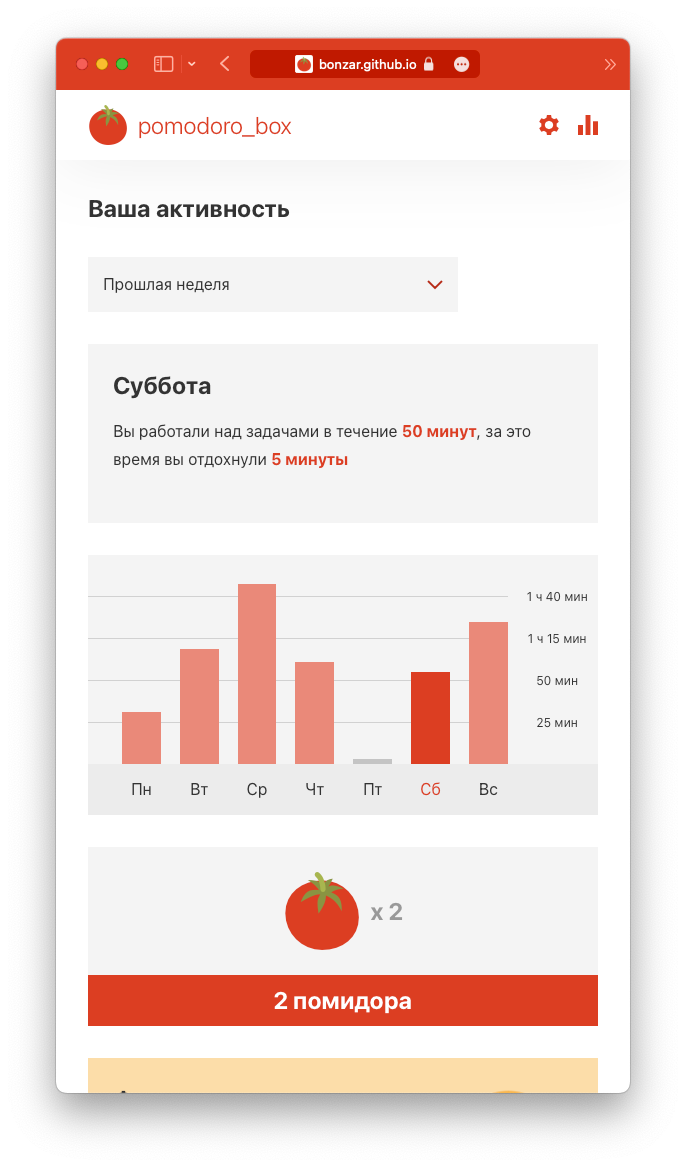 bonzar.github.io
pomodoro_box
Ваша активность
Прошлая неделя
Суббота
Вы работали над задачами в течение 50 минут, за это
время вы отдохнули 5 минуты
1 ч 40 мин
1 ч 15 мин
50 мин
25 мин
Пн Вт Ср Чт Пт Сб Вс
x 2
2 помидора